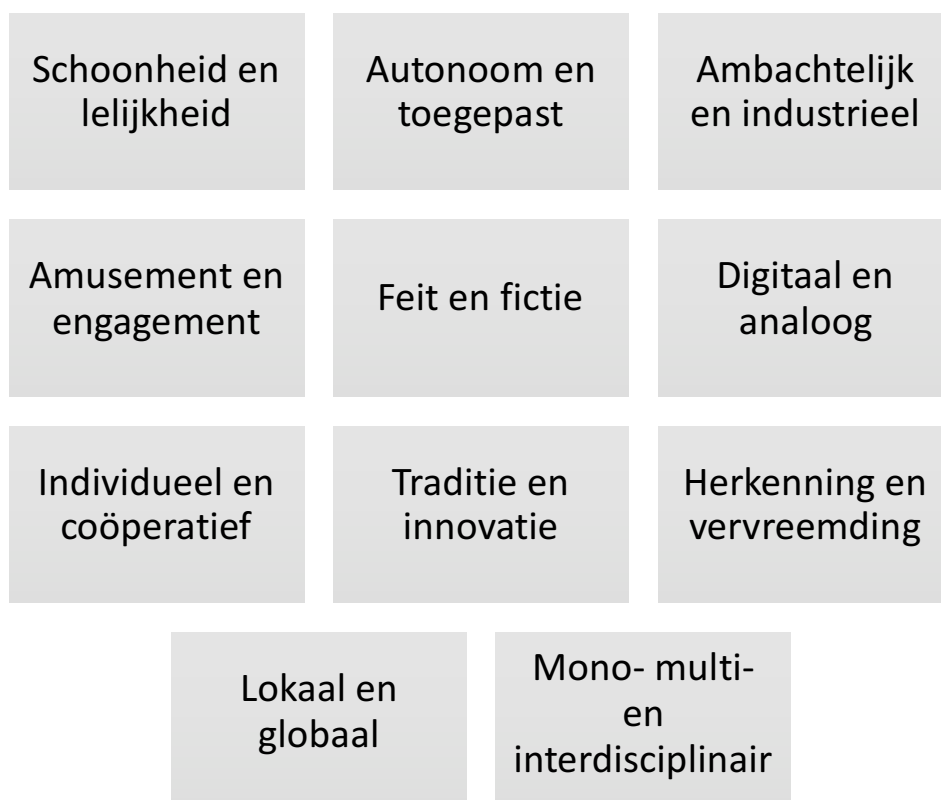 Schoonheid en
lelijkheid
Autonoom en
toegepast
Ambachtelijk
en industrieel
Amusement en
engagement
Feit en fictie
Digitaal en
analoog
Individueel en
coöperatief
Traditie en
innovatie
Herkenning en
vervreemding
Lokaal en
globaal
Mono- multi-
en
interdisciplinair